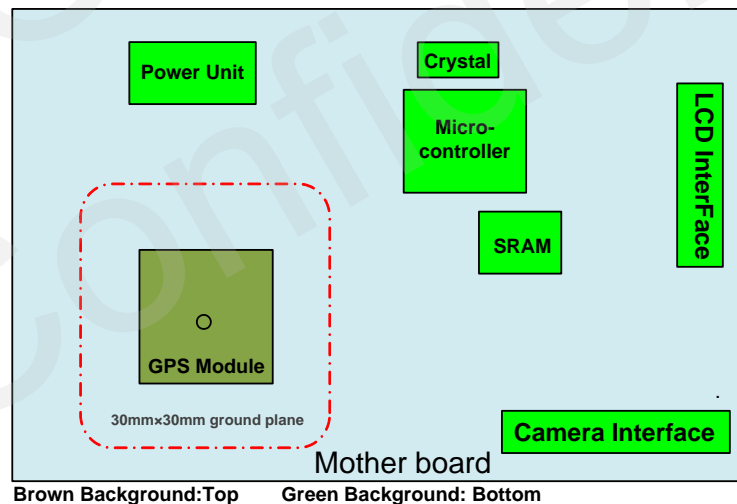 Power Unit
Crystal
Micro-
controller
LCD InterFace
SRAM
GPS Module
30mm×30mm ground plane
Camera Interface
Mother board
Brown Background:Top Green Background: Bottom